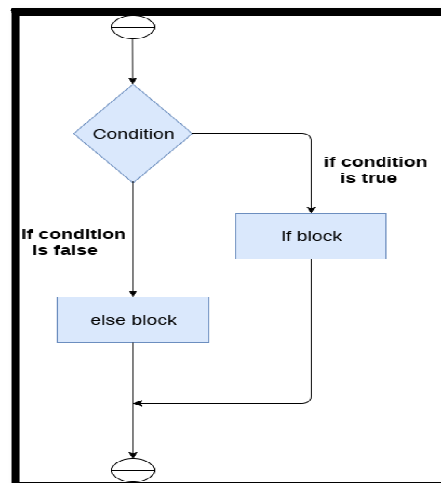 Condition
if condition
is true
If block
If condition
is false
else block